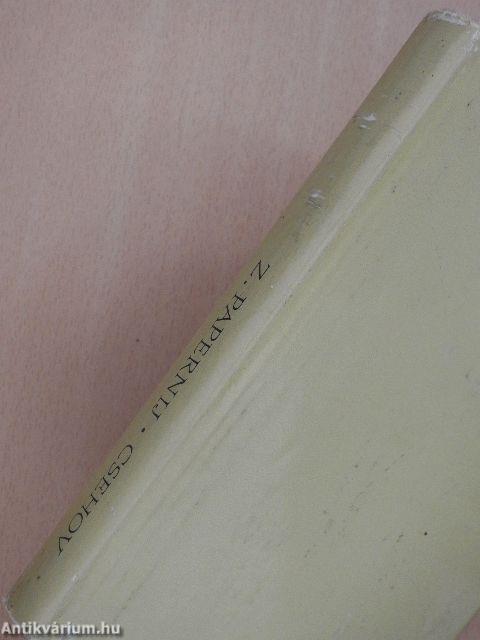 Z. PAPERNIJ • CSEHOV
Antikvárium.hu